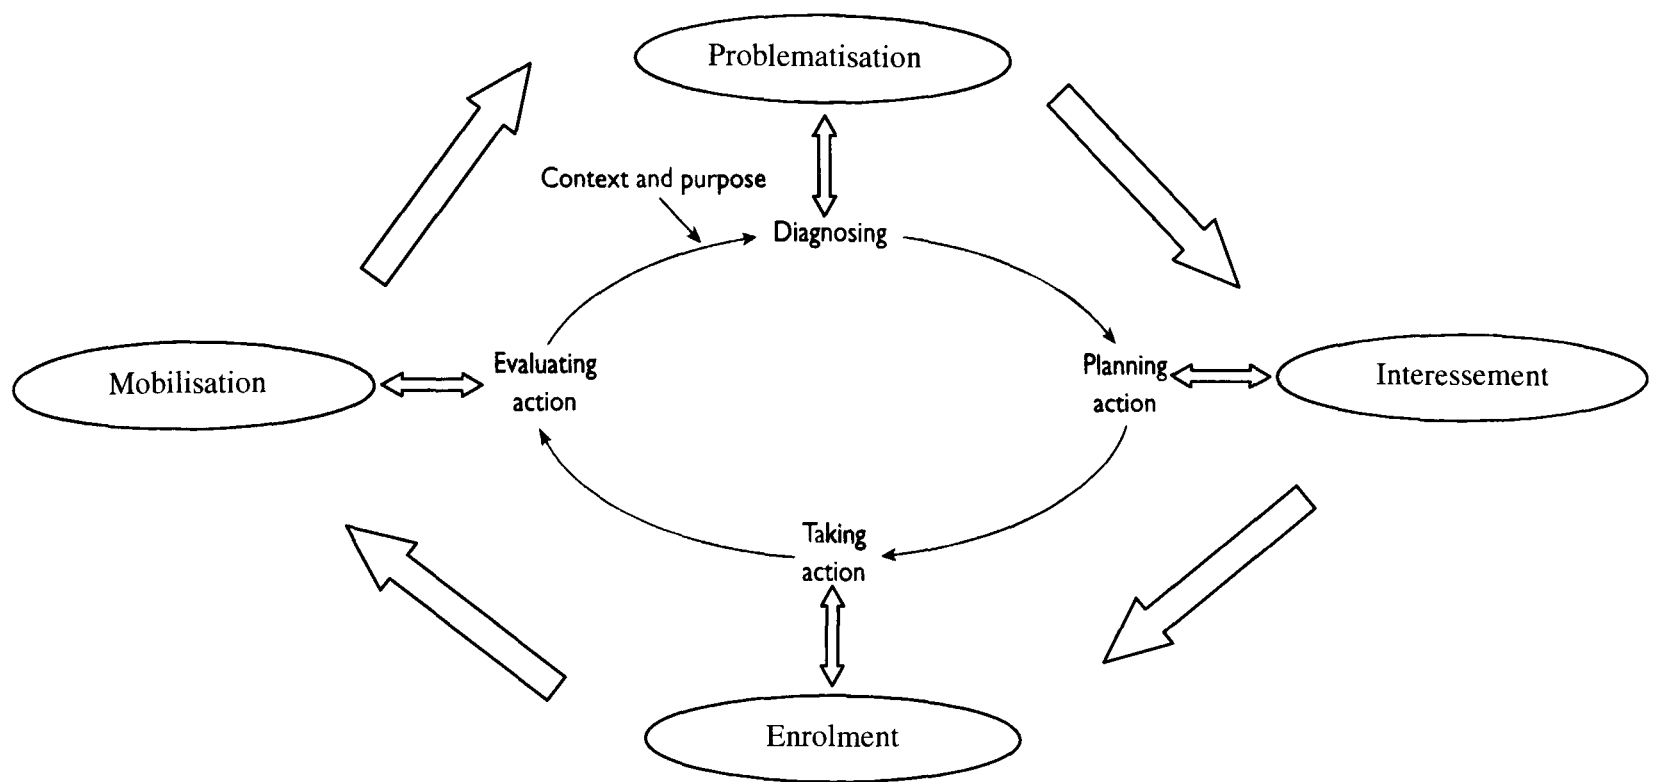 Problematisation
Context and purpose
Diagnosing
Mobilisation
Evaluating
action
Planning
action
Interessement
Taking
action
Enrolment